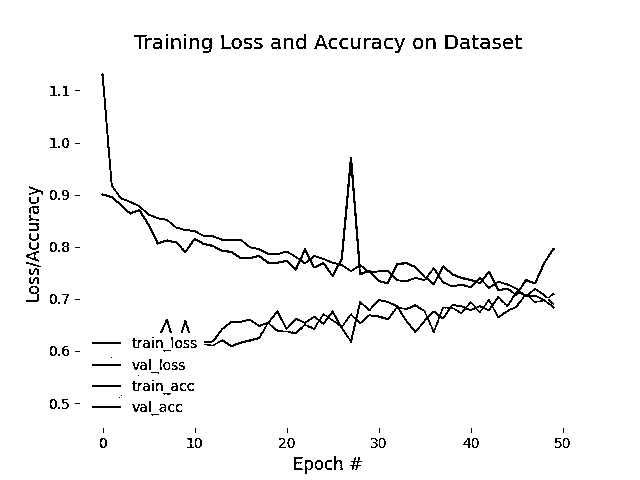 Training Loss and Accuracy on Dataset
Loss/Accuracy
1.1
1.0
0.9
0.8
0.7
0.6
0.5
train_loss
val_loss
train_acc
val_acc
0 10 20 30 40 50
Epoch #